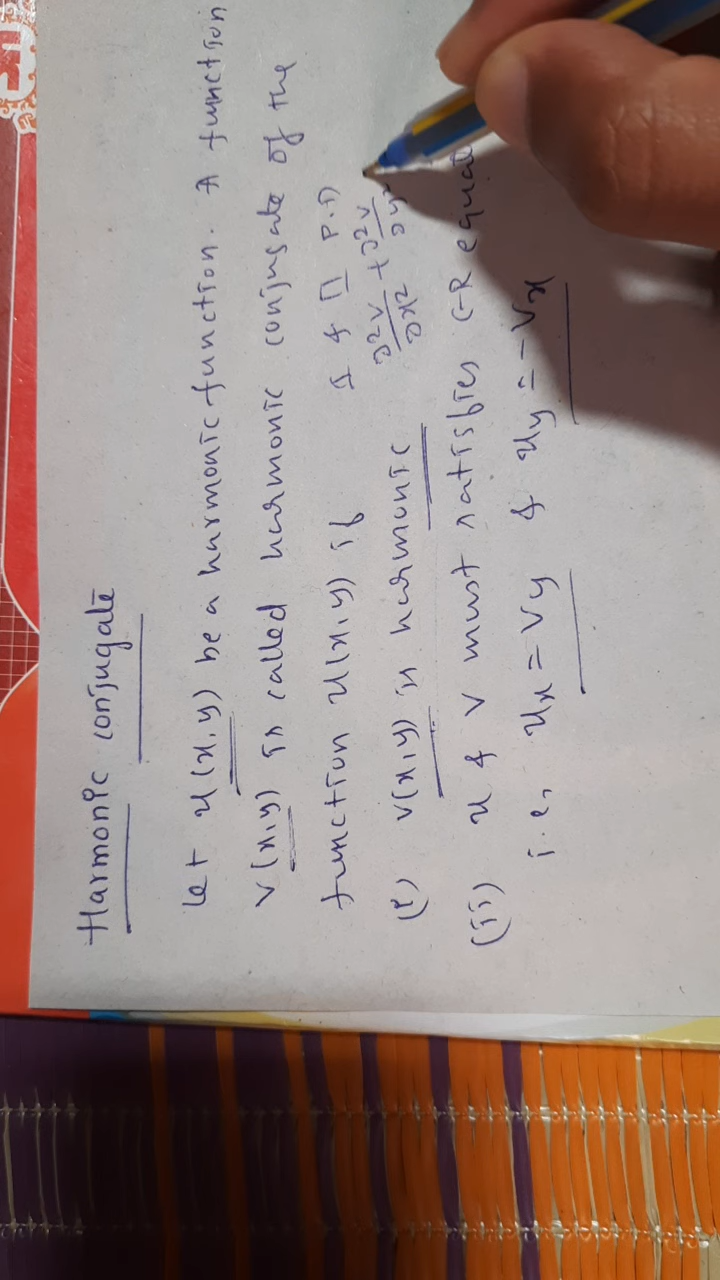 Harmonic conjugate
Let u(x,y) be a harmonic function. A function
v(x,y) is called harmonic conjugate of the
function u(x,y) if
I & II P.D
(i) v(x,y) is harmonic
∂²v/∂x² + ∂²v/∂y²
(ii) u & v must satisfies C-R
i.e, ux = vy & uy = -vx